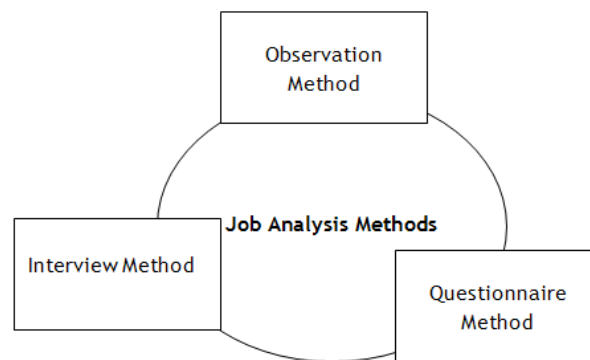 Observation
Method
Job Analysis Methods
Interview Method
Questionnaire
Method